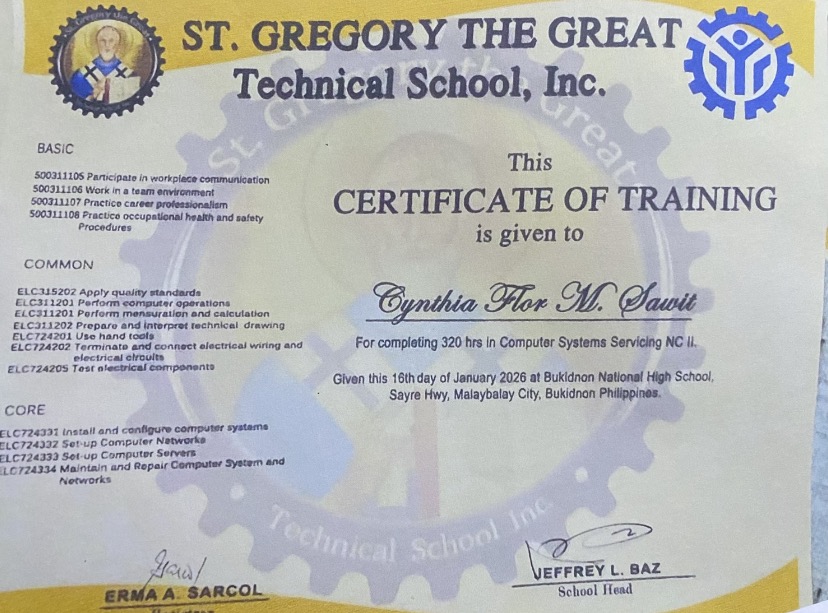 ST. GREGORY THE GREAT
Technical School, Inc.
BASIC
500311105 Participate in workplace communication
500311106 Work in a team environment
500311107 Practice career professionalism
500311108 Practice occupational health and safety
Procedures
COMMON
ELC315202 Apply quality standards
ELC311201 Perform computer operations
ELC311201 Perform mensuration and calculation
ELC311202 Prepare and interpret technical drawing
ELC724201 Use hand tools
ELC724202 Terminate and connect electrical wiring and
electrical circuits
ELC724205 Test electrical components
CORE
ELC724331 Install and configure computer systems
ELC724332 Set-up Computer Networks
ELC724333 Set-up Computer Servers
ELC724334 Maintain and Repair Computer System and
Networks
This
CERTIFICATE OF TRAINING
is given to
Cynthia Flor M. Sawit
For completing 320 hrs in Computer Systems Servicing NC II.
Given this 16th day of January 2026 at Bukidnon National High School,
Sayre Hwy, Malaybalay City, Bukidnon Philippines.
St. Gregory the Great
Technical School Inc.
ERMA A. SARCOL
JEFFREY L. BAZ
School Head